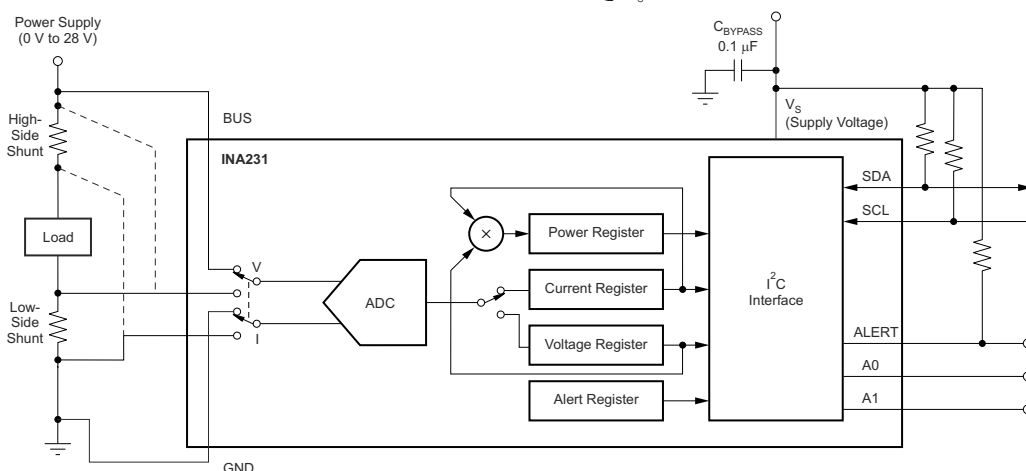 Power Supply
(0 V to 28 V)
C_BYPASS
0.1 μF
High-
Side
Shunt
BUS
V_S
(Supply Voltage)
INA231
SDA
SCL
Load
V
I
ADC
×
Power Register
Current Register
Voltage Register
Alert Register
I²C
Interface
Low-
Side
Shunt
ALERT
A0
A1
GND